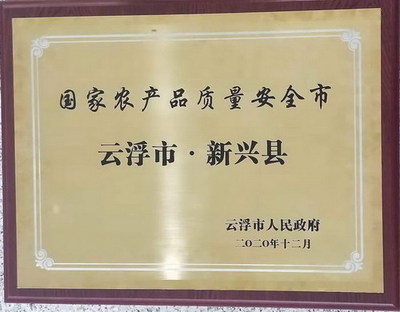 国家农产品质量安全市
云浮市·新兴县
云浮市人民政府
二〇二〇年十二月